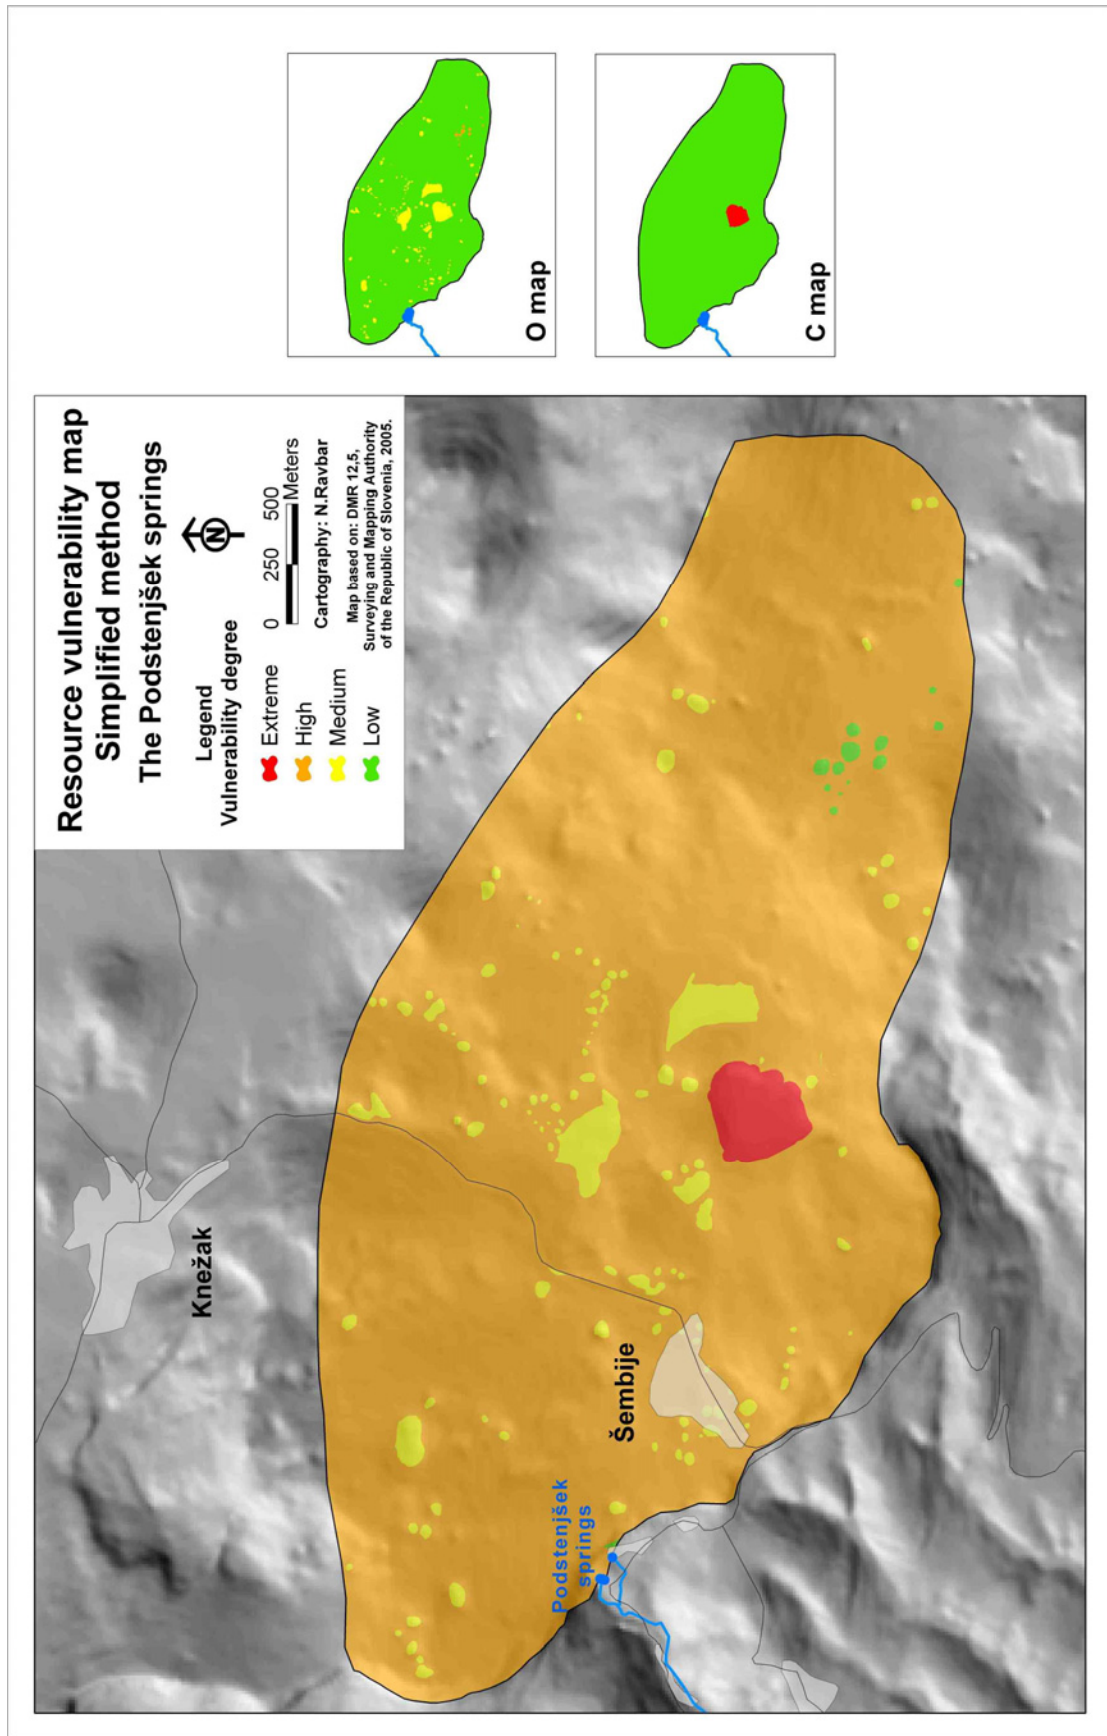 Resource vulnerability map
Simplified method
The Podstenjšek springs
Legend
Vulnerability degree
Extreme
High
Medium
Low
N
0 250 500
Meters
Cartography: N.Ravbar
Map based on: DMR 12,5,
Surveying and Mapping Authority
of the Republic of Slovenia, 2005.
Knežak
Šembije
Podstenjšek
springs
O map
C map